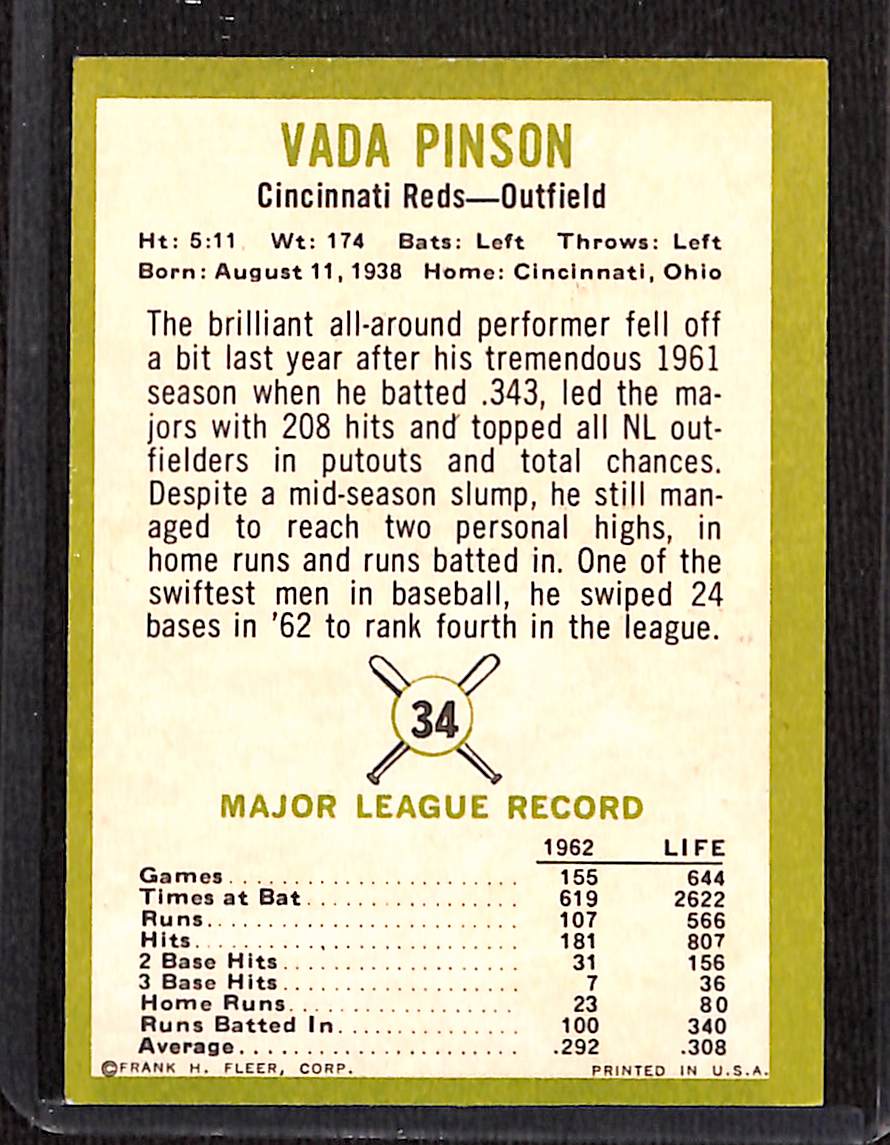 VADA PINSON
Cincinnati Reds—Outfield
Ht: 5:11 Wt: 174 Bats: Left Throws: Left
Born: August 11, 1938 Home: Cincinnati, Ohio
The brilliant all-around performer fell off
a bit last year after his tremendous 1961
season when he batted .343, led the ma-
jors with 208 hits and topped all NL out-
fielders in putouts and total chances.
Despite a mid-season slump, he still man-
aged to reach two personal highs, in
home runs and runs batted in. One of the
swiftest men in baseball, he swiped 24
bases in '62 to rank fourth in the league.
34
MAJOR LEAGUE RECORD
1962 LIFE
Games........................ 155 644
Times at Bat................. 619 2622
Runs......................... 107 566
Hits.......................... 181 807
2 Base Hits................... 31 156
3 Base Hits................... 7 36
Home Runs.................. 23 80
Runs Batted In.............. 100 340
Average....................... .292 .308
©FRANK H. FLEER, CORP. PRINTED IN U.S.A.